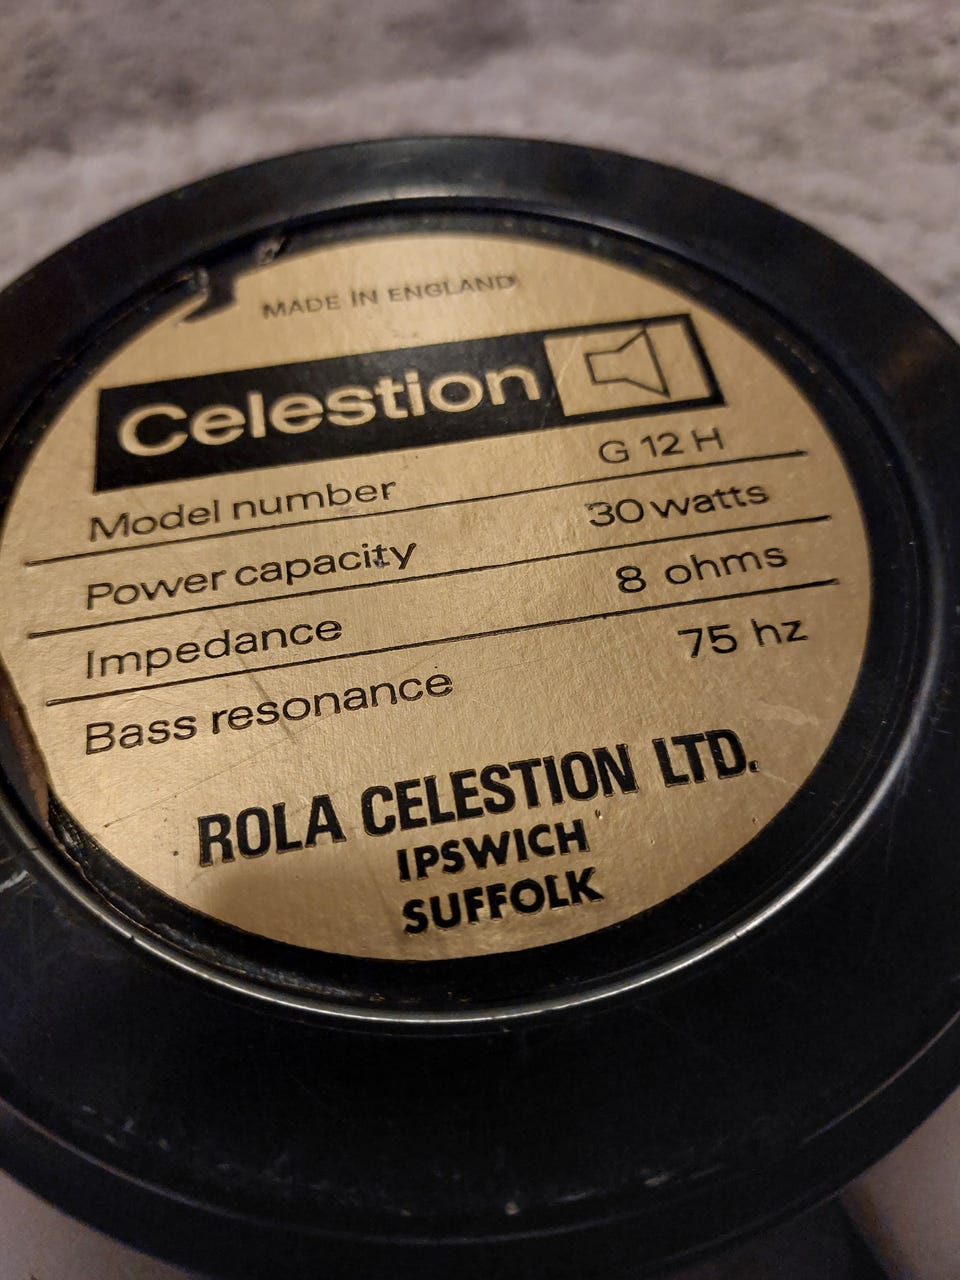 MADE IN ENGLAND
Celestion
Model number G 12 H
Power capacity 30 watts
Impedance 8 ohms
Bass resonance 75 hz
ROLA CELESTION LTD.
IPSWICH
SUFFOLK